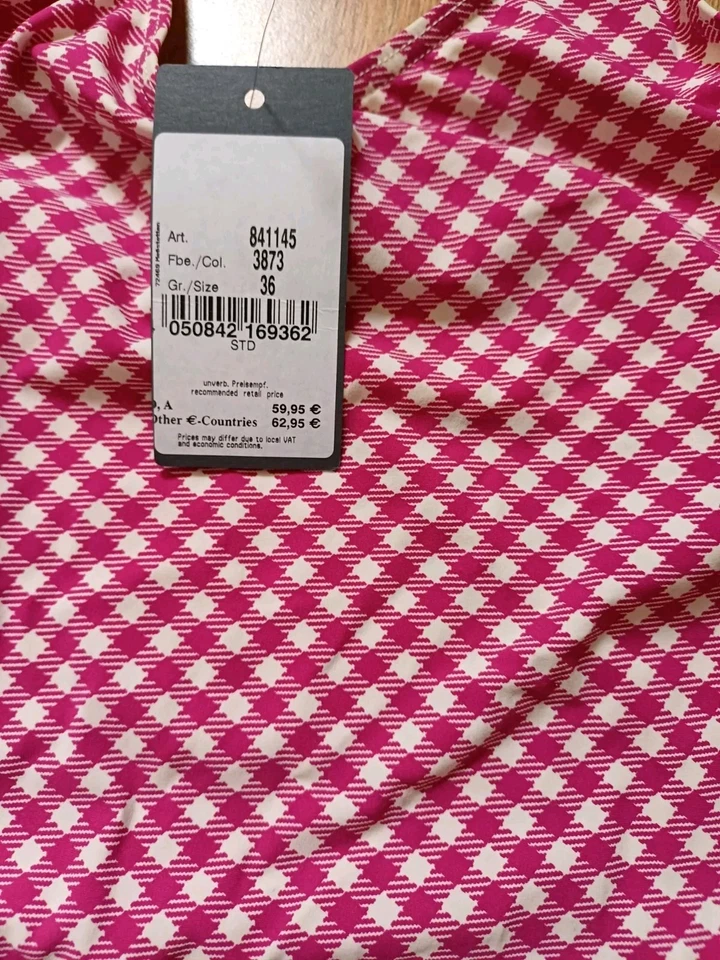 Art. 841145
Fbe./Col. 3873
Gr./Size 36
050842 169362
STD
unverb. Preisempf.
recommended retail price
A 59,95 €
€-Countries 62,95 €
Prices may differ due to local VAT
and economic conditions.